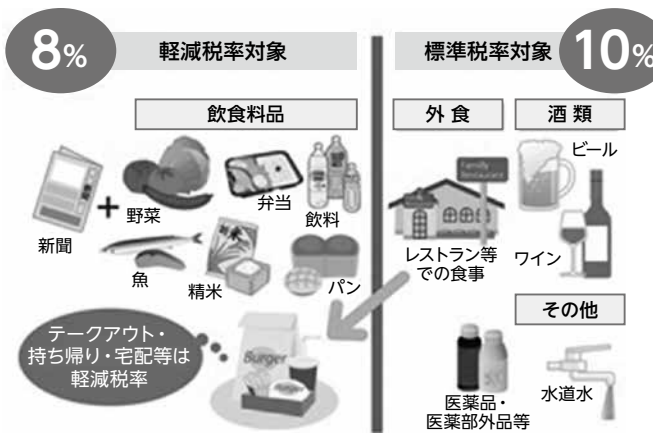 8%
軽減税率対象
標準税率対象
10%
飲食料品
外食
酒類
新聞
+
野菜
弁当
飲料
魚
精米
パン
Family
Restaurant
レストラン等
での食事
ビール
ワイン
テークアウト・
持ち帰り・宅配等は
軽減税率
Burger
その他
医薬品・
医薬部外品等
水道水